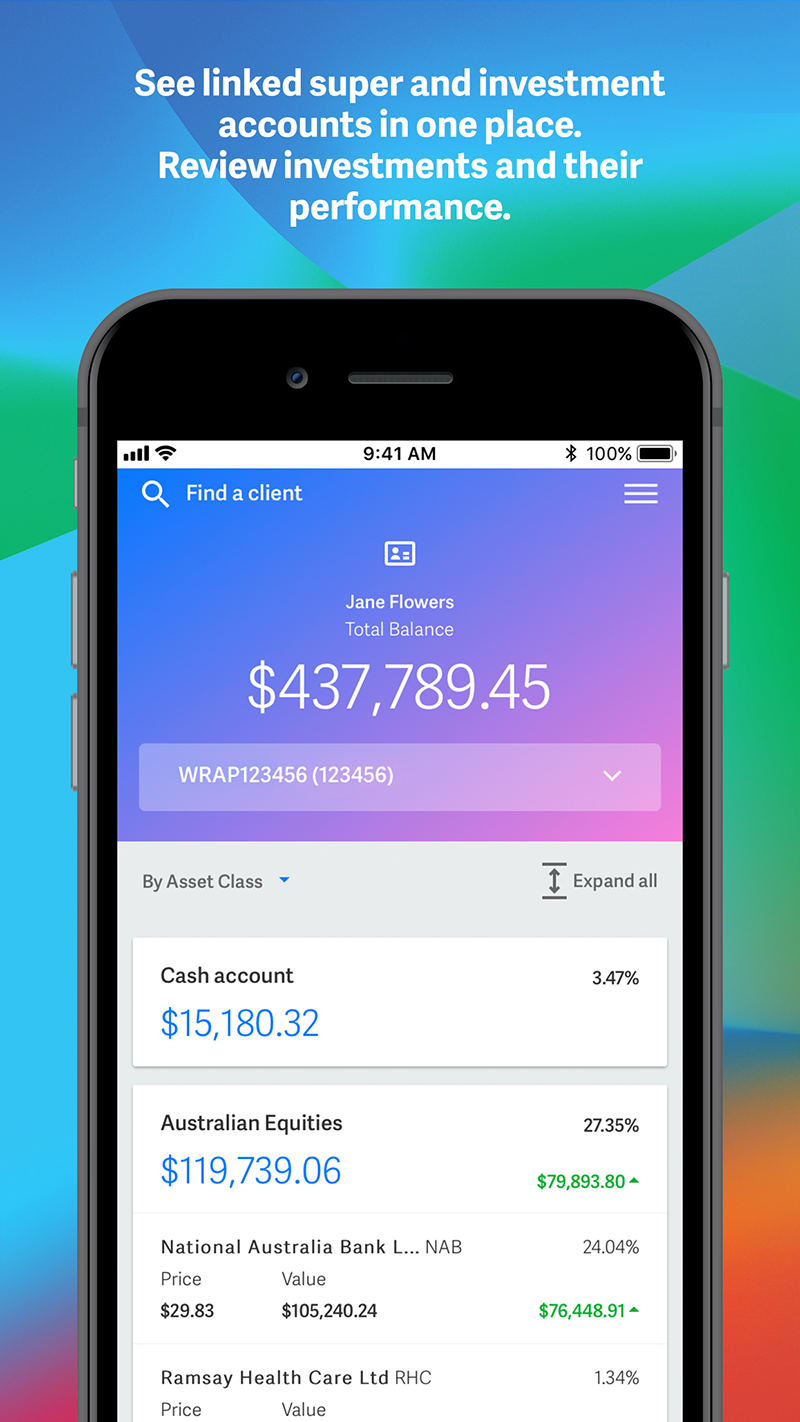 See linked super and investment
accounts in one place.
Review investments and their
performance.
9:41 AM
100%
Find a client
Jane Flowers
Total Balance
$437,789.45
WRAP123456 (123456)
By Asset Class
Expand all
Cash account 3.47%
$15,180.32
Australian Equities 27.35%
$119,739.06 $79,893.80
National Australia Bank L... NAB 24.04%
Price Value
$29.83 $105,240.24 $76,448.91
Ramsay Health Care Ltd RHC 1.34%
Price Value